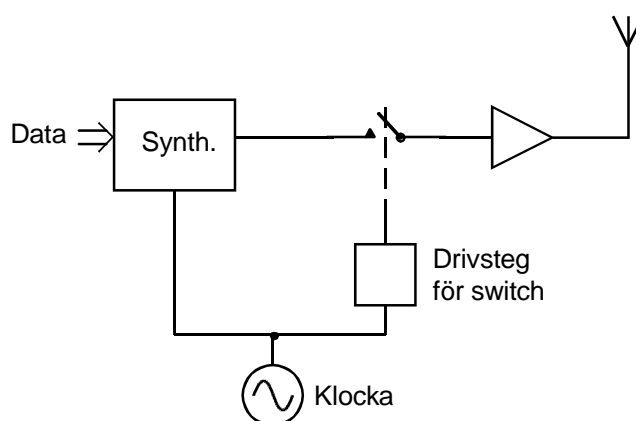 Data
Synth.
Drivsteg
för switch
Klocka